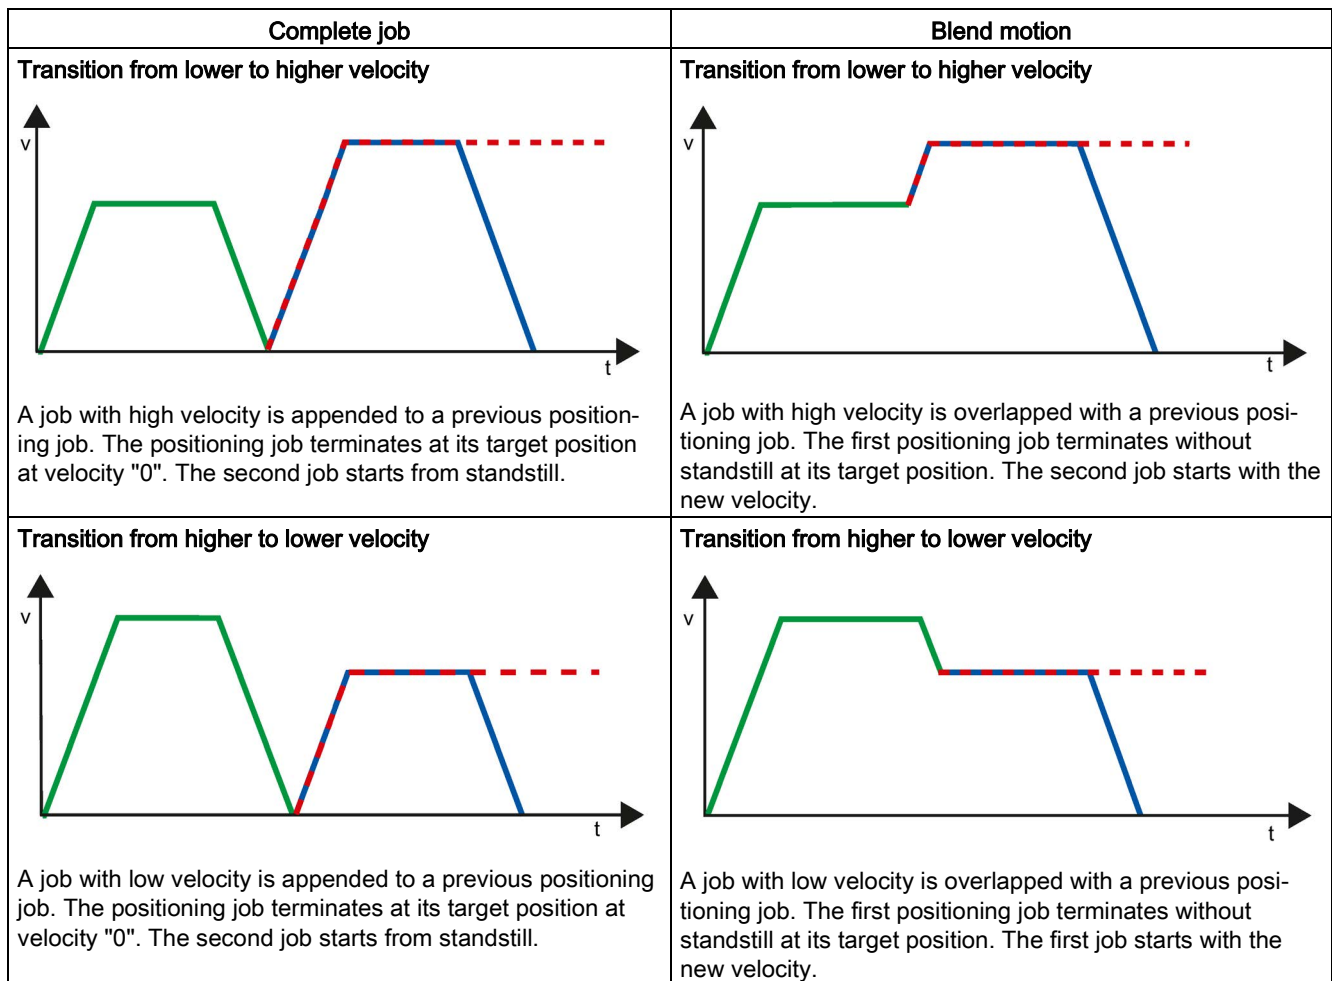 Complete job
Blend motion
Transition from lower to higher velocity
v
t
A job with high velocity is appended to a previous position-
ing job. The positioning job terminates at its target position
at velocity "0". The second job starts from standstill.
Transition from lower to higher velocity
v
t
A job with high velocity is overlapped with a previous posi-
tioning job. The first positioning job terminates without
standstill at its target position. The second job starts with the
new velocity.
Transition from higher to lower velocity
v
t
A job with low velocity is appended to a previous positioning
job. The positioning job terminates at its target position at
velocity "0". The second job starts from standstill.
Transition from higher to lower velocity
v
t
A job with low velocity is overlapped with a previous posi-
tioning job. The first positioning job terminates without
standstill at its target position. The first job starts with the
new velocity.